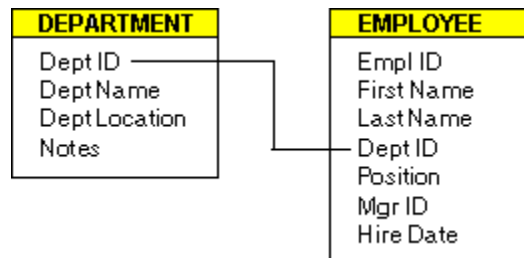 DEPARTMENT
Dept ID
Dept Name
Dept Location
Notes
EMPLOYEE
Empl ID
First Name
Last Name
Dept ID
Position
Mgr ID
Hire Date